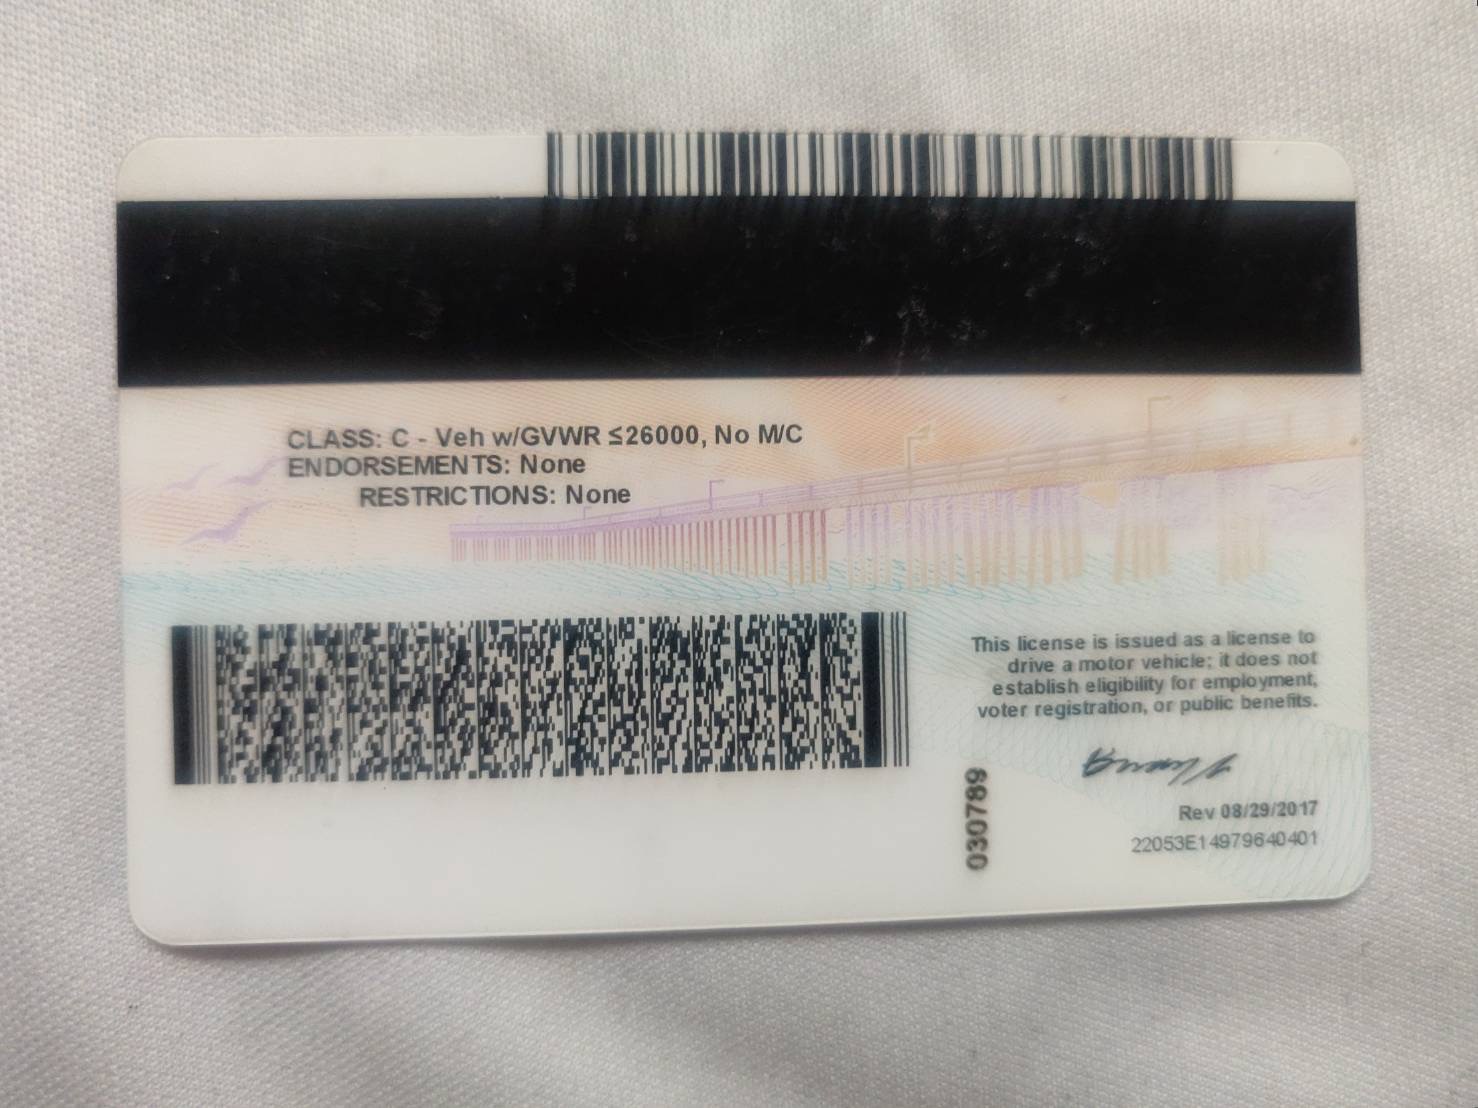 CLASS: C - Veh w/GVWR ≤26000, No M/C
ENDORSEMENTS: None
RESTRICTIONS: None
This license is issued as a license to
drive a motor vehicle; it does not
establish eligibility for employment,
voter registration, or public benefits.
030789
Rev 08/29/2017
22053E14979640401